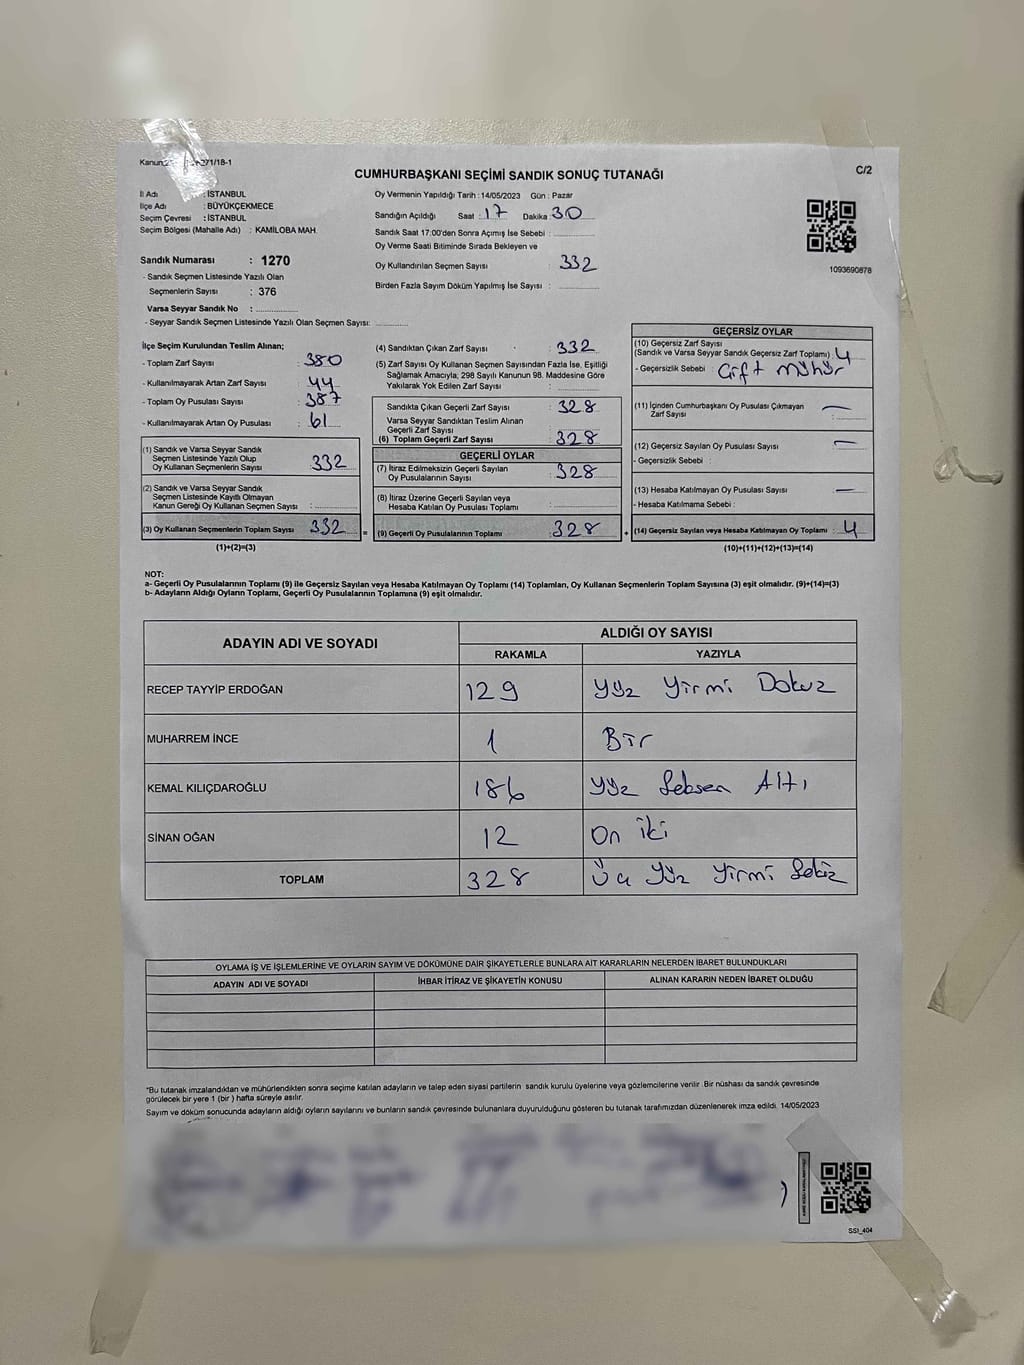 CUMHURBAŞKANI SEÇİMİ SANDIK SONUÇ TUTANAĞI
C/2
İl Adı : İSTANBUL
İlçe Adı : BÜYÜKÇEKMECE
Seçim Çevresi : İSTANBUL
Seçim Bölgesi (Mahalle Adı) : KAMİLOBA MAH.
Sandık Numarası : 1270
- Sandık Seçmen Listesinde Yazılı Olan
Seçmenlerin Sayısı : 376
Varsa Seyyar Sandık No :
- Seyyar Sandık Seçmen Listesinde Yazılı Olan Seçmen Sayısı:
Oy Vermenin Yapıldığı Tarih : 14/05/2023 Gün : Pazar
Sandığın Açıldığı Saat : 17 Dakika : 30
Sandık Saat 17:00'den Sonra Açımış İse Sebebi :
Oy Verme Saati Bitiminde Sırada Bekleyen ve
Oy Kullandırılan Seçmen Sayısı : 332
Birden Fazla Sayım Döküm Yapılmış İse Sayısı :
1093690878
İlçe Seçim Kurulundan Teslim Alınan;
- Toplam Zarf Sayısı : 380
- Kullanılmayarak Artan Zarf Sayısı : 44
- Toplam Oy Pusulası Sayısı : 387
- Kullanılmayarak Artan Oy Pusulası : 61
(1) Sandık ve Varsa Seyyar Sandık
Seçmen Listesinde Yazılı Olup
Oy Kullanan Seçmenlerin Sayısı : 332
(2) Sandık ve Varsa Seyyar Sandık
Seçmen Listesinde Kayıtlı Olmayan
Kanun Gereği Oy Kullanan Seçmen Sayısı :
(3) Oy Kullanan Seçmenlerin Toplam Sayısı : 332 =
(1)+(2)=(3)
(4) Sandıktan Çıkan Zarf Sayısı : 332
(5) Zarf Sayısı Oy Kullanan Seçmen Sayısından Fazla İse, Eşitliği
Sağlamak Amacıyla; 298 Sayılı Kanunun 98. Maddesine Göre
Yakılarak Yok Edilen Zarf Sayısı :
Sandıkta Çıkan Geçerli Zarf Sayısı : 328
Varsa Seyyar Sandıktan Teslim Alınan
Geçerli Zarf Sayısı :
(6) Toplam Geçerli Zarf Sayısı : 328
GEÇERLİ OYLAR
(7) İtiraz Edilmeksizin Geçerli Sayılan
Oy Pusulalarının Sayısı : 328
(8) İtiraz Üzerine Geçerli Sayılan veya
Hesaba Katılan Oy Pusulası Toplamı :
(9) Geçerli Oy Pusulalarının Toplamı : 328 +
GEÇERSİZ OYLAR
(10) Geçersiz Zarf Sayısı
(Sandık ve Varsa Seyyar Sandık Geçersiz Zarf Toplamı) : 4
- Geçersizlik Sebebi : Çift mühür
(11) İçinden Cumhurbaşkanı Oy Pusulası Çıkmayan
Zarf Sayısı : —
(12) Geçersiz Sayılan Oy Pusulası Sayısı : —
- Geçersizlik Sebebi :
(13) Hesaba Katılmayan Oy Pusulası Sayısı : —
- Hesaba Katılmama Sebebi :
(14) Geçersiz Sayılan veya Hesaba Katılmayan Oy Toplamı : 4
(10)+(11)+(12)+(13)=(14)
NOT:
a- Geçerli Oy Pusulalarının Toplamı (9) ile Geçersiz Sayılan veya Hesaba Katılmayan Oy Toplamı (14) Toplamları, Oy Kullanan Seçmenlerin Toplam Sayısına (3) eşit olmalıdır. (9)+(14)=(3)
b- Adayların Aldığı Oyların Toplamı, Geçerli Oy Pusulalarının Toplamına (9) eşit olmalıdır.
ADAYIN ADI VE SOYADI
ALDIĞI OY SAYISI
RAKAMLA YAZIYLA
RECEP TAYYİP ERDOĞAN 129 Yüz Yirmi Dokuz
MUHARREM İNCE 1 Bir
KEMAL KILIÇDAROĞLU 186 Yüz Seksen Altı
SİNAN OĞAN 12 On iki
TOPLAM 328 Üç Yüz Yirmi Sekiz
OYLAMA İŞ VE İŞLEMLERİNE VE OYLARIN SAYIM VE DÖKÜMÜNE DAİR ŞİKAYETLERLE BUNLARA AİT KARARLARIN NELERDEN İBARET BULUNDUKLARI
ADAYIN ADI VE SOYADI İHBAR İTİRAZ VE ŞİKAYETİN KONUSU ALINAN KARARIN NEDEN İBARET OLDUĞU
*Bu tutanak imzalandıktan ve mühürlendikten sonra seçime katılan adayların ve talep eden siyasi partilerin sandık kurulu üyelerine veya gözlemcilerine verilir. Bir nüshası da sandık çevresinde
görülecek bir yere 1 (bir ) hafta süreyle asılır.
Sayım ve döküm sonucunda adayların aldığı oyların sayılarını ve bunların sandık çevresinde bulunanlara duyurulduğunu gösteren bu tutanak tarafımızdan düzenlenerek imza edildi. 14/05/2023
SSI_404